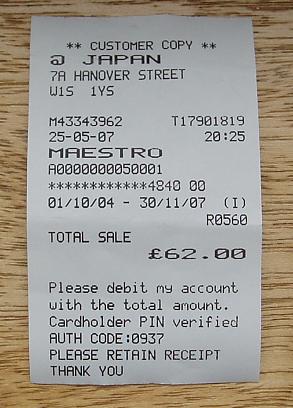 ** CUSTOMER COPY **
@ JAPAN
7A HANOVER STREET
W1S 1YS
M43343962 T17901819
25-05-07 20:25
MAESTRO
A0000000050001
************4840 00
01/10/04 - 30/11/07 (I)
R0560
TOTAL SALE
£62.00
Please debit my account
with the total amount.
Cardholder PIN verified
AUTH CODE:0937
PLEASE RETAIN RECEIPT
THANK YOU